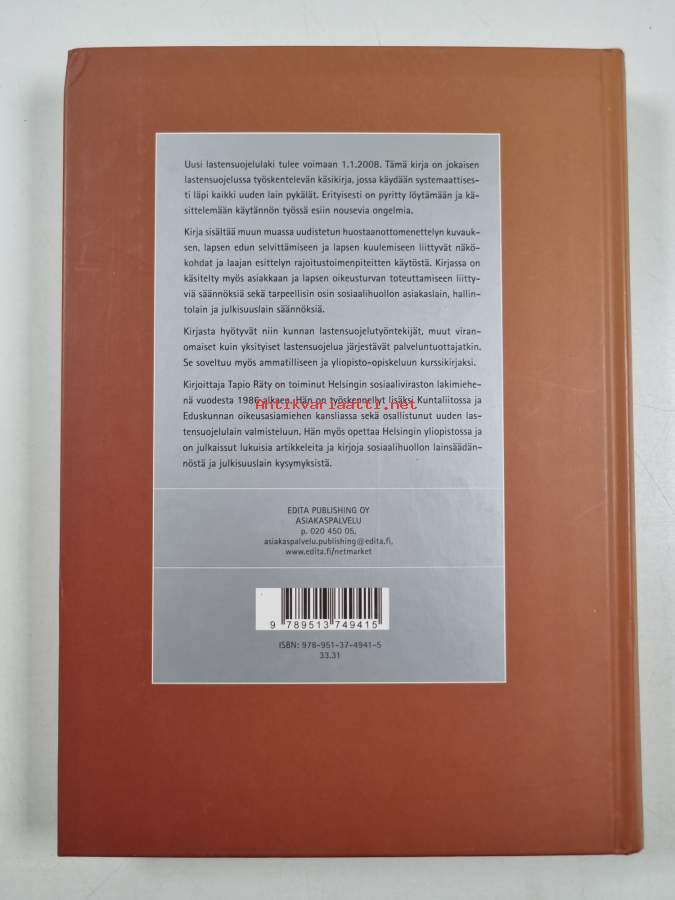 Uusi lastensuojelulaki tulee voimaan 1.1.2008. Tämä kirja on jokaisen
lastensuojelussa työskentelevän käsikirja, jossa käydään systemaattises-
ti läpi kaikki uuden lain pykälät. Erityisesti on pyritty löytämään ja kä-
sittelemään käytännön työssä esiin nousevia ongelmia.
Kirja sisältää muun muassa uudistetun huostaanottomenettelyn kuvauk-
sen, lapsen edun selvittämiseen ja lapsen kuulemiseen liittyvät näkö-
kohdat ja laajan esittelyn rajoitustoimenpiteitten käytöstä. Kirjassa on
käsitelty myös asiakkaan ja lapsen oikeusturvan toteuttamiseen liitty-
viä säännöksiä sekä tarpeellisin osin sosiaalihuollon asiakaslain, hallin-
tolain ja julkisuuslain säännöksiä.
Kirjasta hyötyvät niin kunnan lastensuojelutyöntekijät, muut viran-
omaiset kuin yksityiset lastensuojelua järjestävät palveluntuottajatkin.
Se soveltuu myös ammatilliseen ja yliopisto-opiskeluun kurssikirjaksi.
Kirjoittaja Tapio Räty on toiminut Helsingin sosiaaliviraston lakimiehe-
nä vuodesta 1986 alkaen. Hän on työskennellyt lisäksi Kuntaliitossa ja
Antikvariaatti.net
Eduskunnan oikeusasiamiehen kansliassa sekä osallistunut uuden las-
tensuojelulain valmisteluun. Hän myös opettaa Helsingin yliopistossa ja
on julkaissut lukuisia artikkeleita ja kirjoja sosiaalihuollon lainsäädän-
nöstä ja julkisuuslain kysymyksistä.
EDITA PUBLISHING OY
ASIAKASPALVELU
p. 020 450 05,
asiakaspalvelu.publishing@edita.fi,
www.edita.fi/netmarket
9 789513 749415
ISBN: 978-951-37-4941-5
33.31